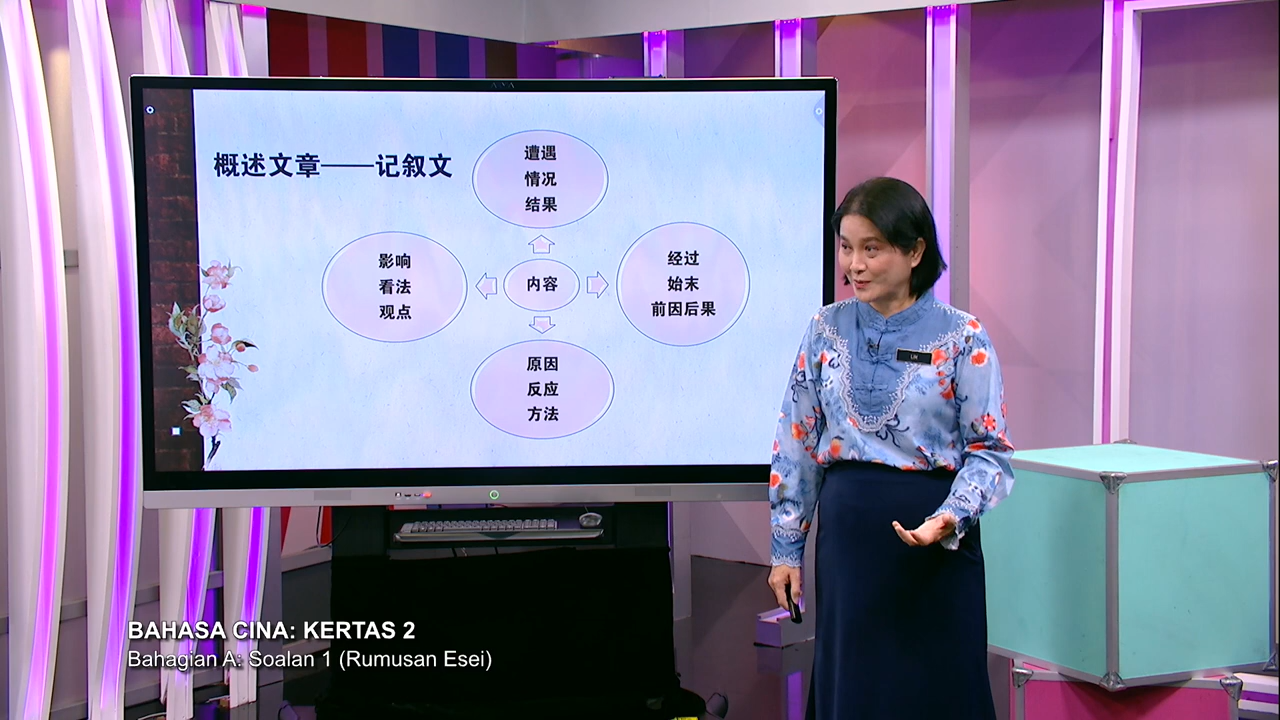 概述文章——记叙文
遭遇
情况
结果
影响
看法
观点
内容
经过
始末
前因后果
原因
反应
方法
BAHASA CINA: KERTAS 2
Bahagian A: Soalan 1 (Rumusan Esei)